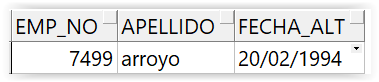 EMP_NO APELLIDO FECHA_ALT
7499 arroyo 20/02/1994